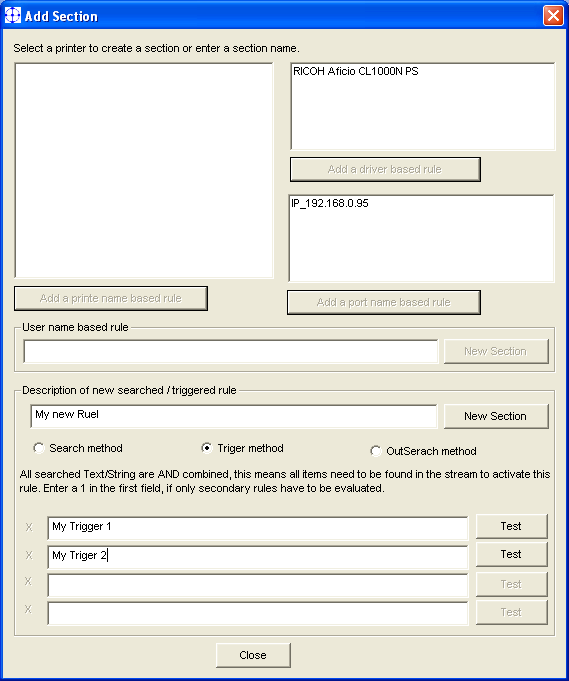 Add Section
Select a printer to create a section or enter a section name.
RICOH Aficio CL1000N PS
Add a driver based rule
IP_192.168.0.95
Add a printe name based rule
Add a port name based rule
User name based rule
New Section
Description of new searched / triggered rule
My new Ruel
New Section
Search method
Triger method
OutSerach method
All searched Text/String are AND combined, this means all items need to be found in the stream to activate this
rule. Enter a 1 in the first field, if only secondary rules have to be evaluated.
X My Trigger 1 Test
X My Triger 2 Test
X Test
X Test
Close